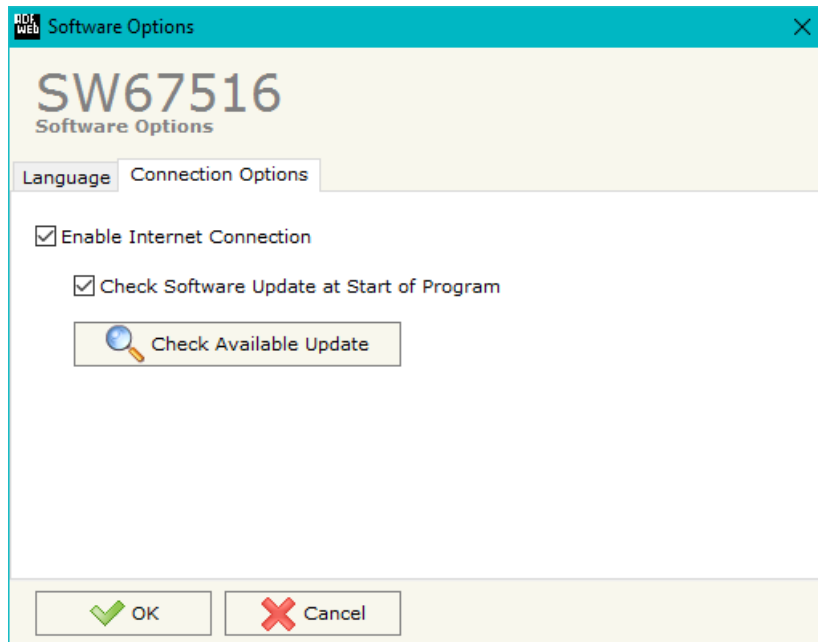 ADF
WEB
Software Options
SW67516
Software Options
Language
Connection Options
Enable Internet Connection
Check Software Update at Start of Program
Check Available Update
OK
Cancel